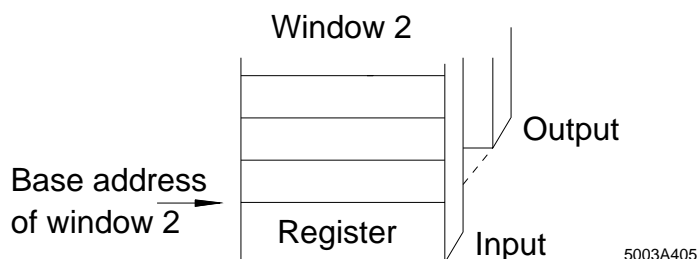 Window 2
Output
Base address
of window 2
Register
Input
5003A405